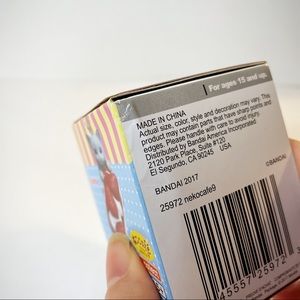 For ages 15 and up.
MADE IN CHINA
Actual size, color, style and decoration may vary. This
product may contain parts that have sharp points and
edges. Please handle with care to avoid injury.
Distributed by Bandai America Incorporated
2120 Park Place, Suite #120
El Segundo, CA 90245 USA
BANDAI 2017
©BANDAI
25972 nekocafe9
45557 25972